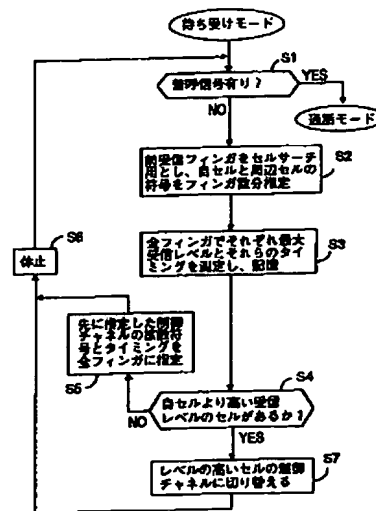 待ち受けモード
S1
着呼信号有り?
YES
NO
通話モード
全受信フィンガをセルサーチ
用とし、自セルと周辺セルの
符号をフィンガ数分指定
S2
全フィンガでそれぞれ最大
受信レベルとそれらのタイ
ミングを測定し、記憶
S3
S6
休止
先に指定した制御
チャネルの拡散符
号とタイミングを
全フィンガに指定
S5
S4
自セルより高い受信
レベルのセルがあるか?
NO
YES
レベルの高いセルの制御
チャネルに切り替える
S7